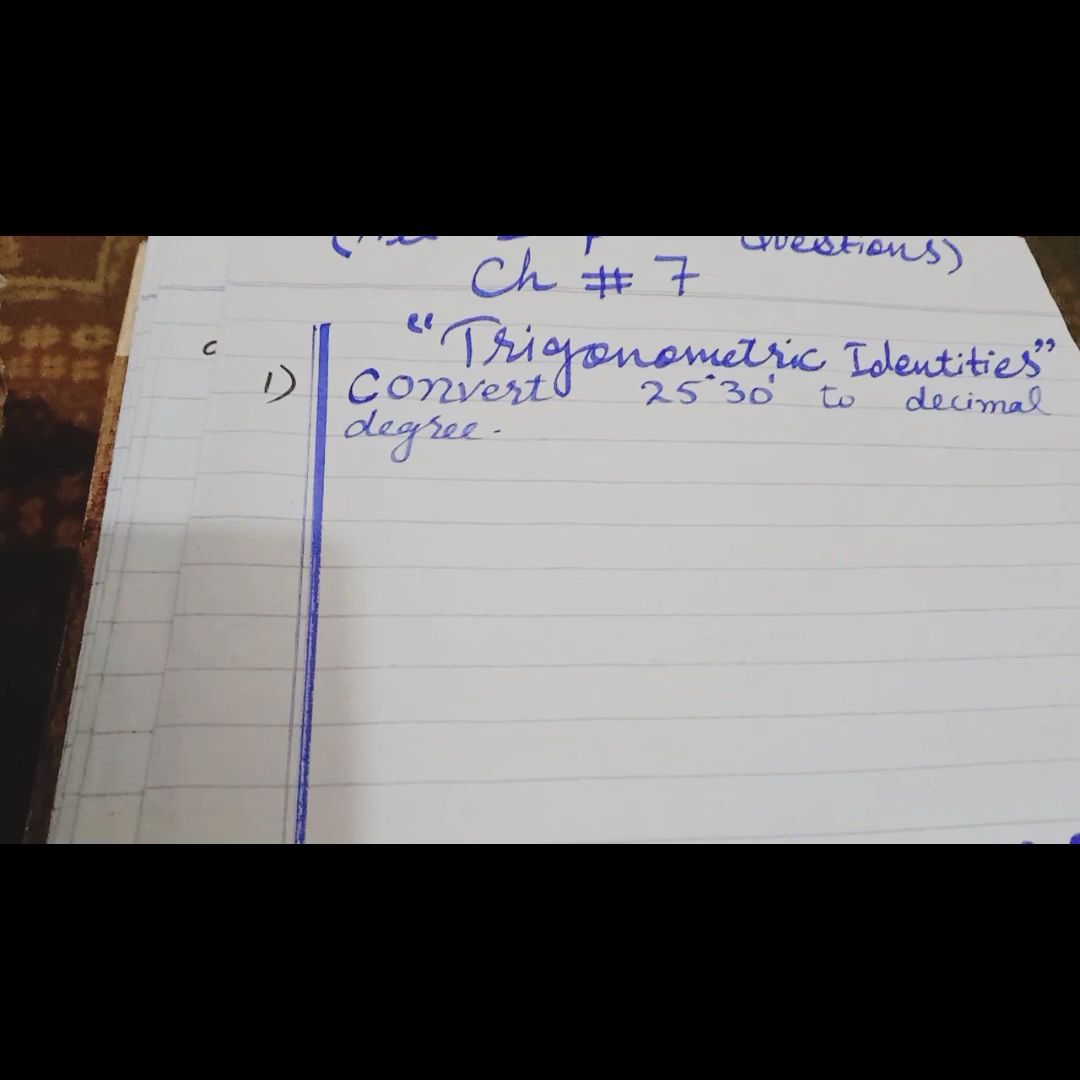 Questions)
Ch # 7
"Trigonometric Identities"
1) Convert 25°30' to decimal
degree.